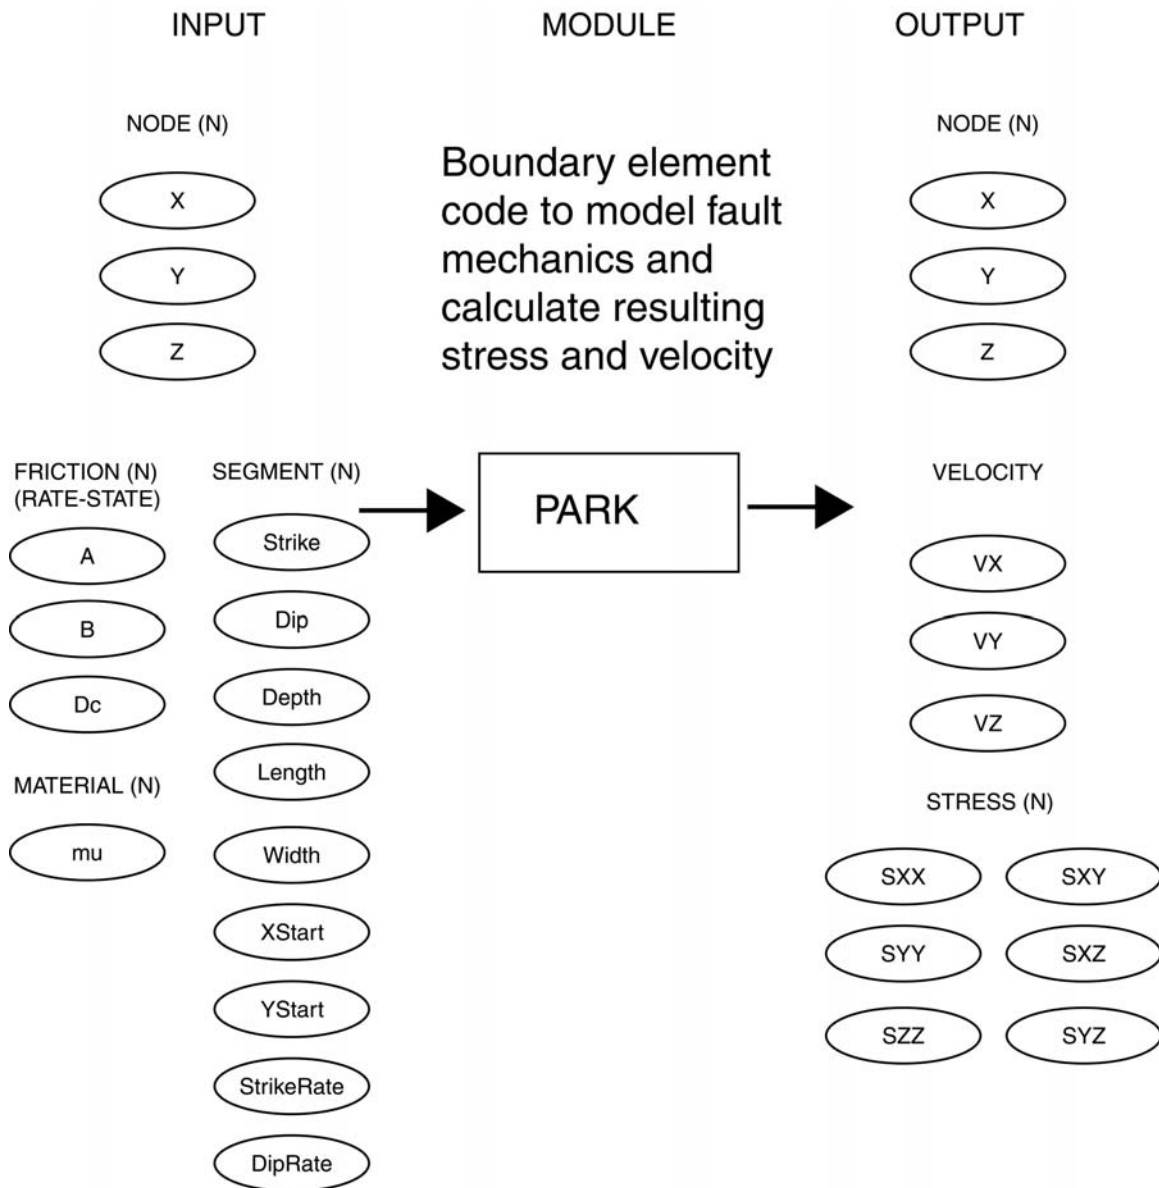 INPUT
MODULE
OUTPUT
NODE (N)
X
Y
Z
Boundary element
code to model fault
mechanics and
calculate resulting
stress and velocity
NODE (N)
X
Y
Z
FRICTION (N)
(RATE-STATE)
A
B
Dc
MATERIAL (N)
mu
SEGMENT (N)
Strike
Dip
Depth
Length
Width
XStart
YStart
StrikeRate
DipRate
PARK
VELOCITY
VX
VY
VZ
STRESS (N)
SXX
SXY
SYY
SXZ
SZZ
SYZ